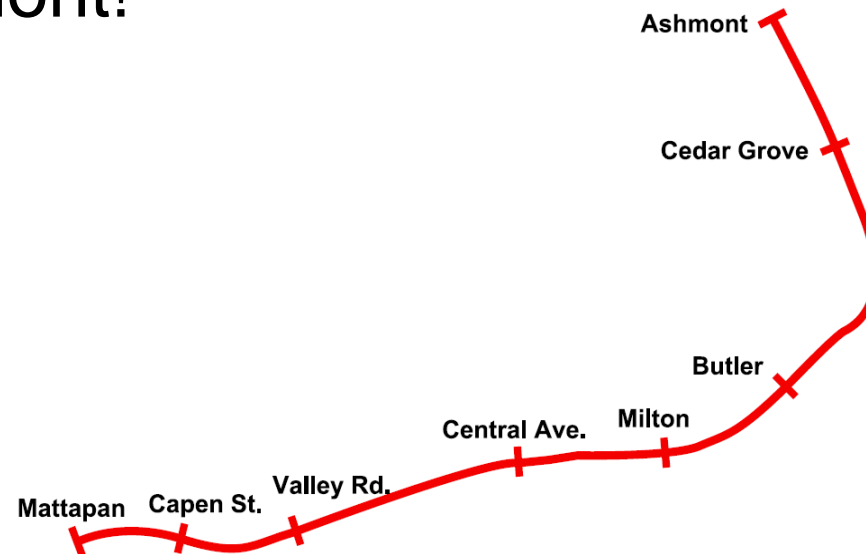 Ashmont
Cedar Grove
Butler
Milton
Central Ave.
Valley Rd.
Capen St.
Mattapan